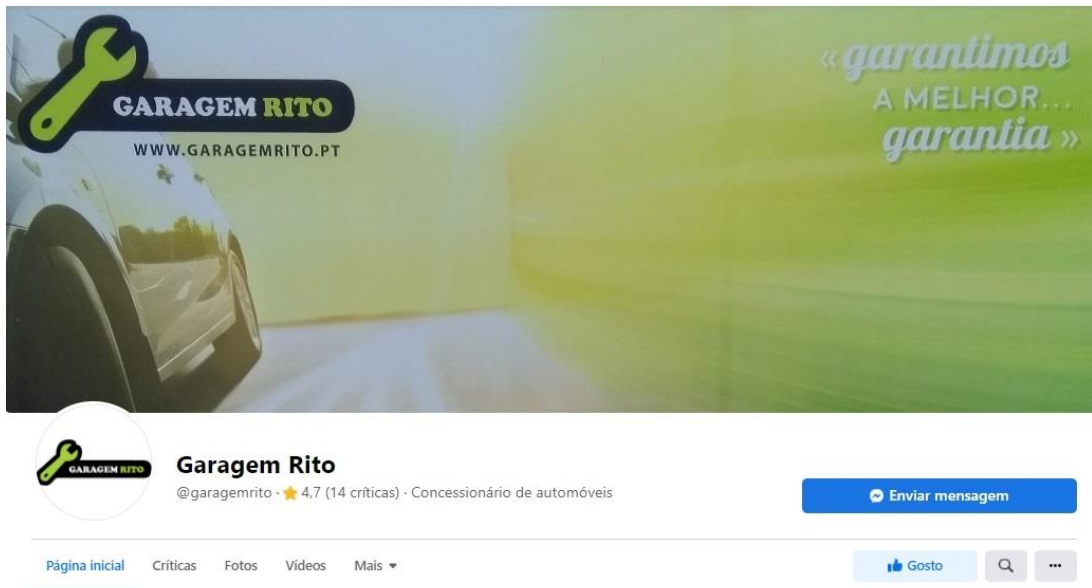 GARAGEM RITO
WWW.GARAGEMRITO.PT
«garantimos
A MELHOR...
garantia»
GARAGEM RITO
Garagem Rito
@garagemrito · 4,7 (14 críticas) · Concessionário de automóveis
Enviar mensagem
Página inicial Críticas Fotos Vídeos Mais
Gosto